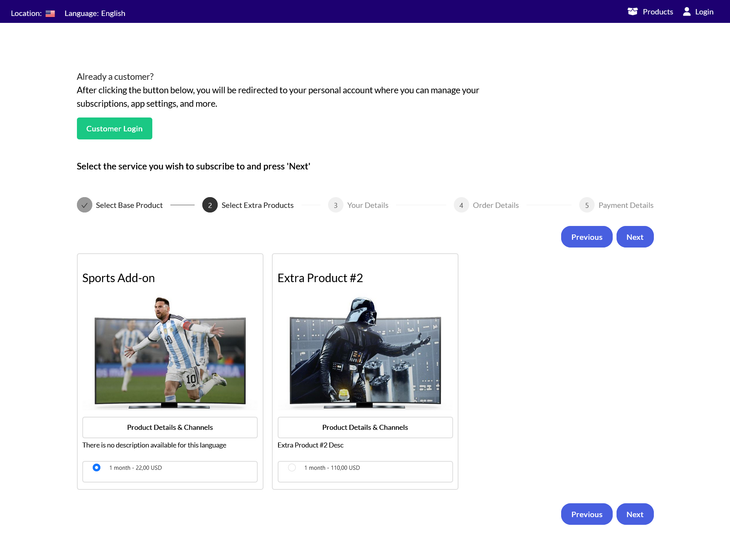 Location:
Language: English
Products
Login
Already a customer?
After clicking the button below, you will be redirected to your personal account where you can manage your
subscriptions, app settings, and more.
Customer Login
Select the service you wish to subscribe to and press 'Next'
Select Base Product
2 Select Extra Products
3 Your Details
4 Order Details
5 Payment Details
Previous
Next
Sports Add-on
10
10
Product Details & Channels
There is no description available for this language
1 month - 22,00 USD
Extra Product #2
Product Details & Channels
Extra Product #2 Desc
1 month - 110,00 USD
Previous
Next